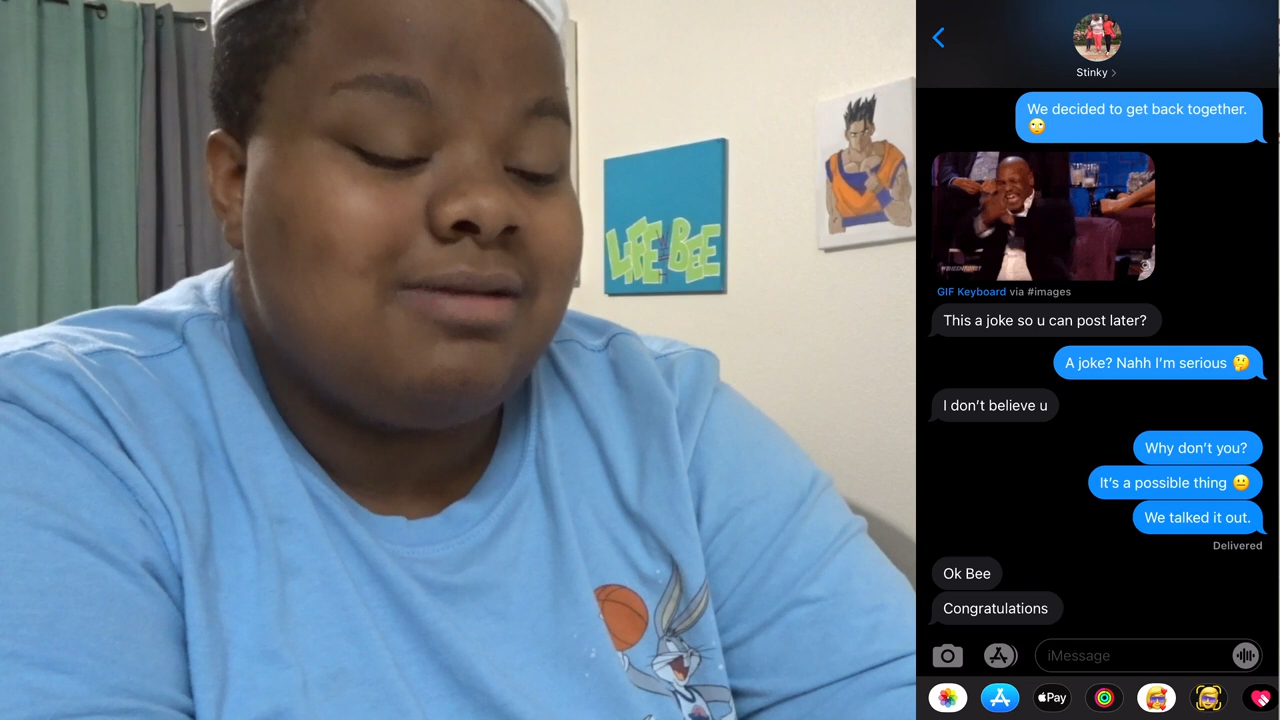 LIFE BEE
Stinky
We decided to get back together.
🙄
GIF Keyboard via #images
This a joke so u can post later?
A joke? Nahh I'm serious 🤔
I don't believe u
Why don't you?
It's a possible thing 😐
We talked it out.
Delivered
Ok Bee
Congratulations
iMessage
Pay